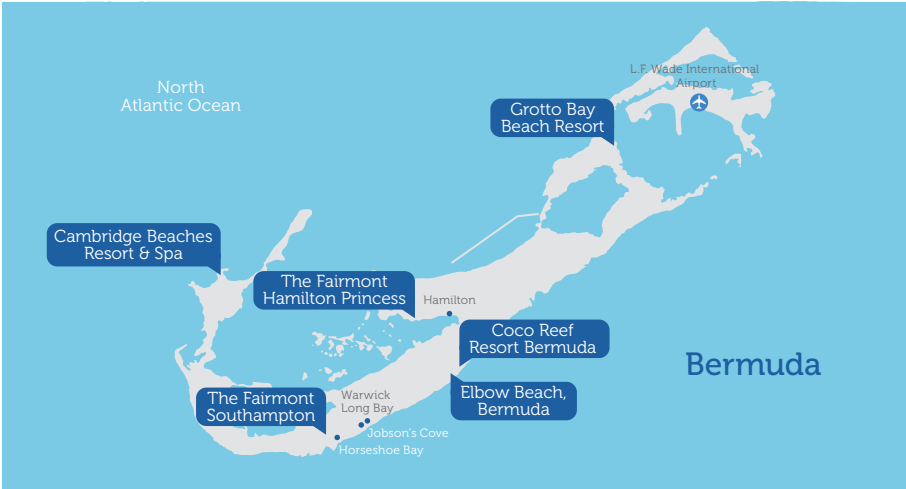 North
Atlantic Ocean
L.F. Wade International
Airport
Grotto Bay
Beach Resort
Cambridge Beaches
Resort & Spa
The Fairmont
Hamilton Princess
Hamilton
Coco Reef
Resort Bermuda
Bermuda
Elbow Beach,
Bermuda
The Fairmont
Southampton
Warwick
Long Bay
Jobson's Cove
Horseshoe Bay